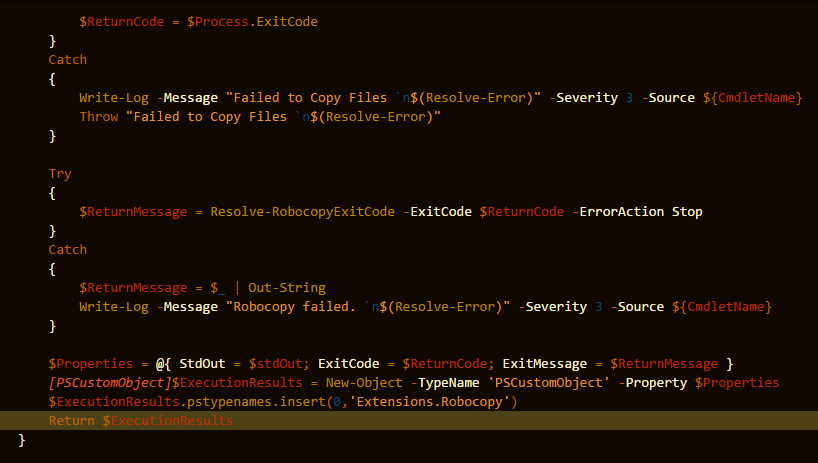 $ReturnCode = $Process.ExitCode
}
Catch
{
Write-Log -Message "Failed to Copy Files `n$(Resolve-Error)" -Severity 3 -Source ${CmdletName}
Throw "Failed to Copy Files `n$(Resolve-Error)"
}
Try
{
$ReturnMessage = Resolve-RobocopyExitCode -ExitCode $ReturnCode -ErrorAction Stop
}
Catch
{
$ReturnMessage = $_ | Out-String
Write-Log -Message "Robocopy failed. `n$(Resolve-Error)" -Severity 3 -Source ${CmdletName}
}
$Properties = @{ StdOut = $stdOut; ExitCode = $ReturnCode; ExitMessage = $ReturnMessage }
[PSCustomObject]$ExecutionResults = New-Object -TypeName 'PSCustomObject' -Property $Properties
$ExecutionResults.pstypenames.insert(0,'Extensions.Robocopy')
Return $ExecutionResults
}